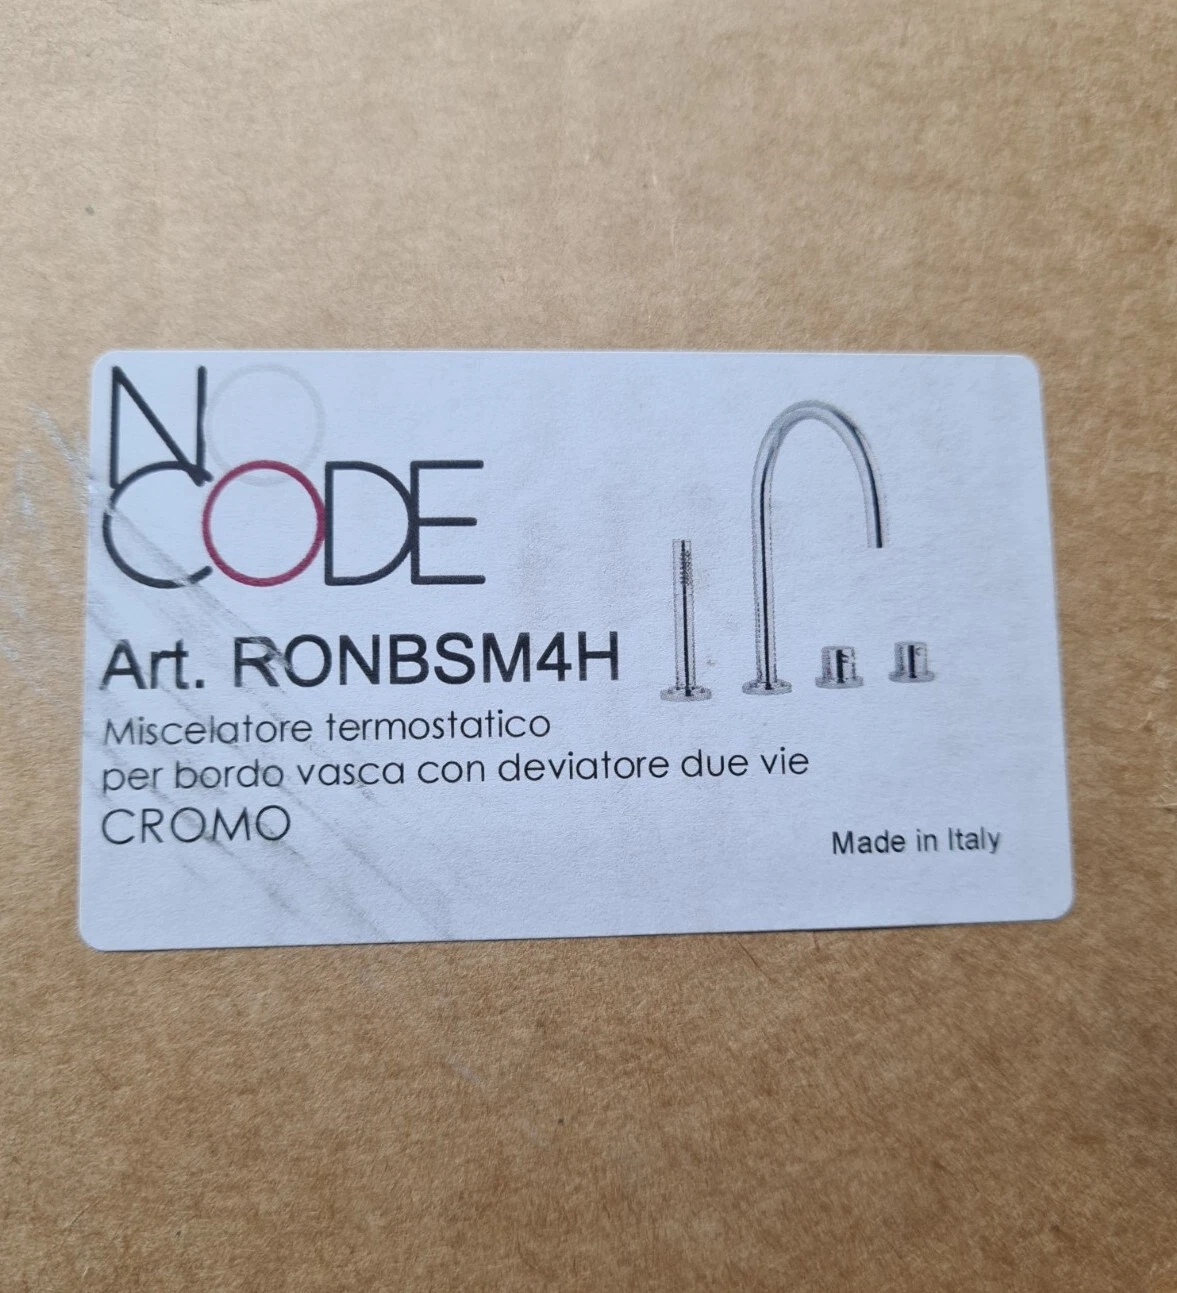 NO
CODE
Art. RONBSM4H
Miscelatore termostatico
per bordo vasca con deviatore due vie
CROMO
Made in Italy